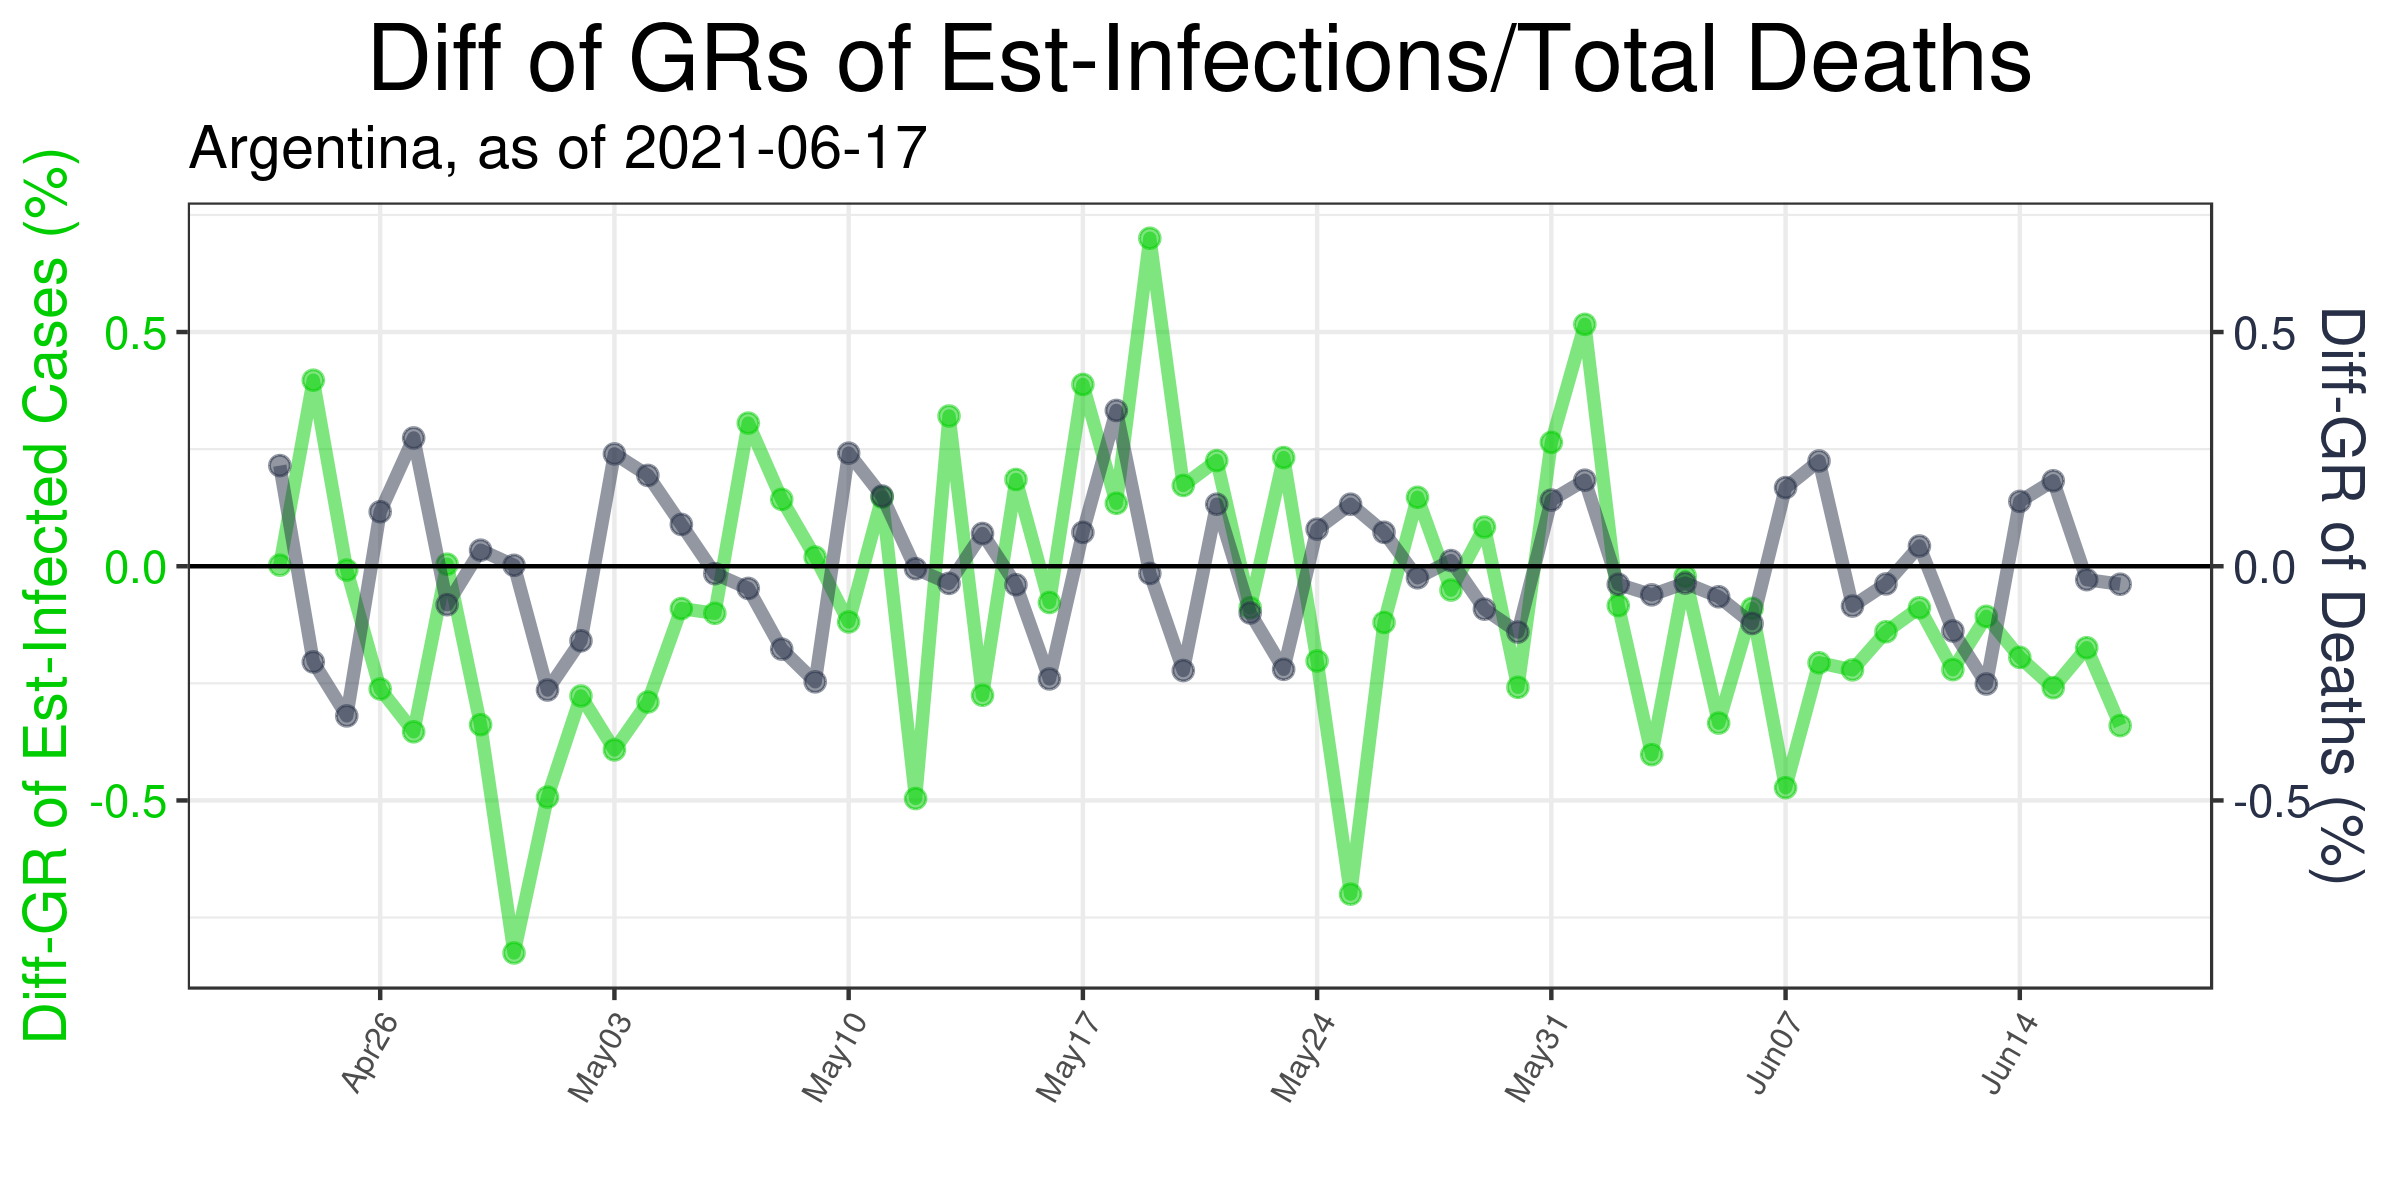 Diff of GRs of Est-Infections/Total Deaths
Argentina, as of 2021-06-17
Diff-GR of Est-Infected Cases (%)
0.5
0.0
-0.5
0.5
0.0
-0.5
Diff-GR of Deaths (%)
Apr26
May03
May10
May17
May24
May31
Jun07
Jun14